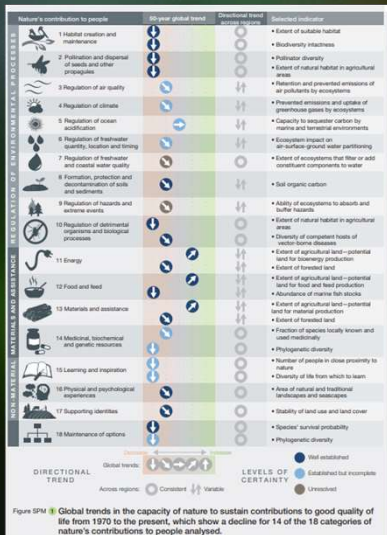 Nature's contribution to people
50-year global trend
Directional trend
across regions
Selected indicator
REGULATION OF ENVIRONMENTAL PROCESSES
1 Habitat creation and
maintenance
• Extent of suitable habitat
• Biodiversity intactness
2 Pollination and dispersal
of seeds and other
propagules
• Pollinator diversity
• Extent of natural habitat in agricultural
areas
3 Regulation of air quality
• Retention and prevented emissions of
air pollutants by ecosystems
4 Regulation of climate
• Prevented emissions and uptake of
greenhouse gases by ecosystems
5 Regulation of ocean
acidification
• Capacity to sequester carbon by
marine and terrestrial environments
6 Regulation of freshwater
quantity, location and timing
• Ecosystem impact on
air-surface-ground water partitioning
7 Regulation of freshwater
and coastal water quality
• Extent of ecosystems that filter or add
constituent components to water
8 Formation, protection and
decontamination of soils
and sediments
• Soil organic carbon
9 Regulation of hazards and
extreme events
• Ability of ecosystems to absorb and
buffer hazards
10 Regulation of detrimental
organisms and biological
processes
• Extent of natural habitat in agricultural
areas
• Diversity of competent hosts of
vector-borne diseases
MATERIALS AND ASSISTANCE
11 Energy
• Extent of agricultural land—potential
land for bioenergy production
• Extent of forested land
12 Food and feed
• Extent of agricultural land—potential
land for food and feed production
• Abundance of marine fish stocks
13 Materials and assistance
• Extent of agricultural land—potential
land for material production
• Extent of forested land
14 Medicinal, biochemical
and genetic resources
• Fraction of species locally known and
used medicinally
• Phylogenetic diversity
NON-MATERIAL
15 Learning and inspiration
• Number of people in close proximity to
nature
• Diversity of life from which to learn
16 Physical and psychological
experiences
• Area of natural and traditional
landscapes and seascapes
17 Supporting identities
• Stability of land use and land cover
18 Maintenance of options
• Species' survival probability
• Phylogenetic diversity
DIRECTIONAL
TREND
Decrease
Increase
Global trends:
Across regions:
Consistent
Variable
LEVELS OF
CERTAINTY
Well established
Established but incomplete
Unresolved
Figure SPM 1 Global trends in the capacity of nature to sustain contributions to good quality of
life from 1970 to the present, which show a decline for 14 of the 18 categories of
nature's contributions to people analysed.